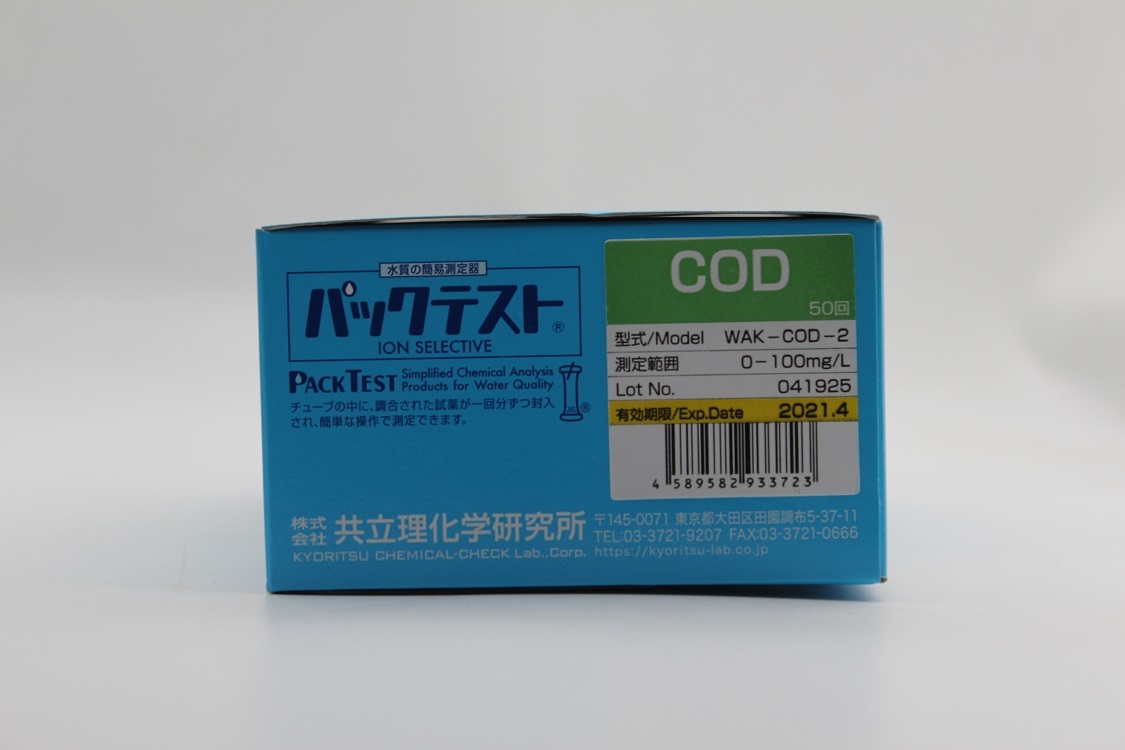 水質の簡易測定器
パックテスト®
ION SELECTIVE
PACKTEST Simplified Chemical Analysis
Products for Water Quality
®
チューブの中に、調合された試薬が一回分ずつ封入
され、簡単な操作で測定できます。
COD
50回
型式/Model WAK-COD-2
測定範囲 0-100mg/L
Lot No. 041925
有効期限/Exp.Date 2021.4
4 589582 933723
株式会社 共立理化学研究所
KYORITSU CHEMICAL-CHECK Lab.,Corp.
〒145-0071 東京都大田区田園調布5-37-11
TEL:03-3721-9207 FAX:03-3721-0666
https://kyoritsu-lab.co.jp